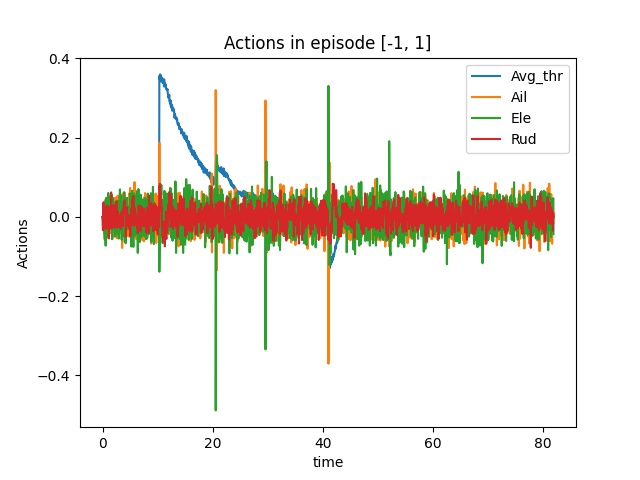 Actions in episode [-1, 1]
Avg_thr
Ail
Ele
Rud
Actions
0.4
0.2
0.0
−0.2
−0.4
0 20 40 60 80
time